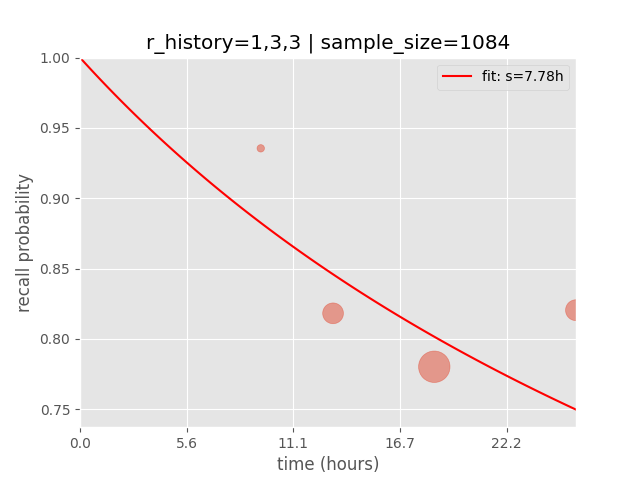 r_history=1,3,3 | sample_size=1084
fit: s=7.78h
1.00
0.95
0.90
0.85
0.80
0.75
recall probability
0.0 5.6 11.1 16.7 22.2
time (hours)